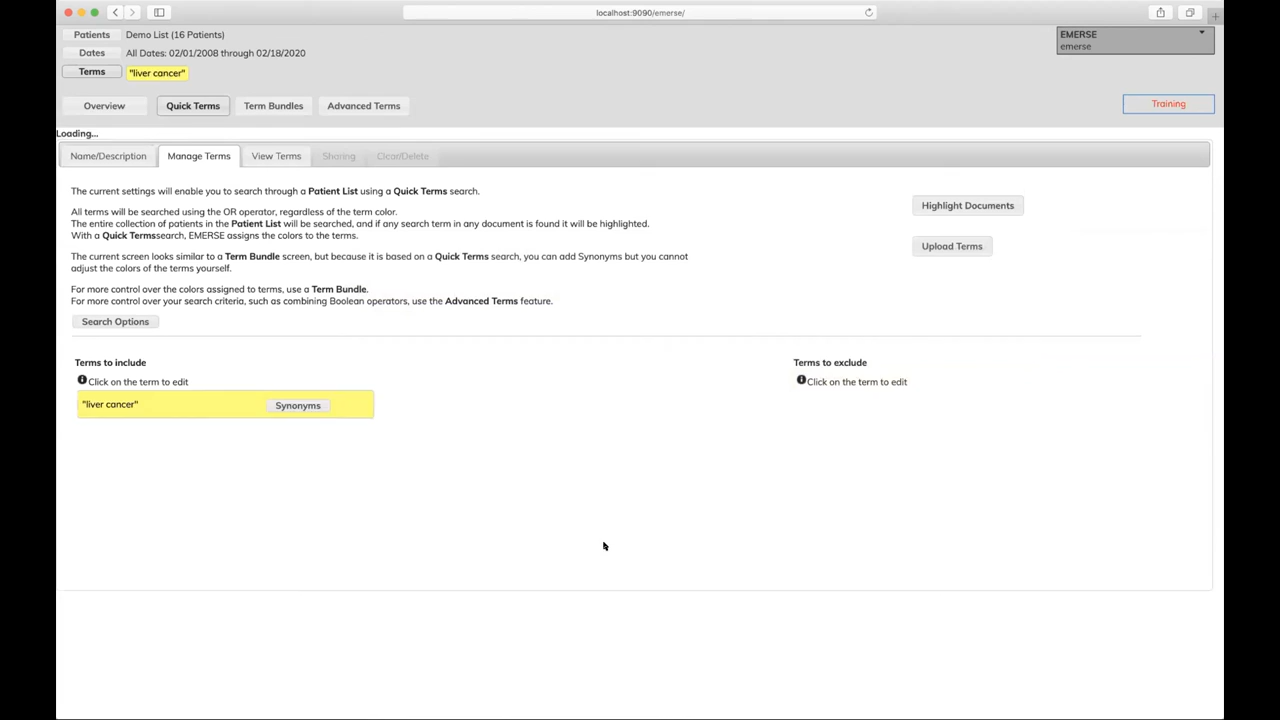 localhost:9090/emerse/
Patients Demo List (16 Patients)
EMERSE
emerse
Dates All Dates: 02/01/2008 through 02/18/2020
Terms "liver cancer"
Overview Quick Terms Term Bundles Advanced Terms Training
Loading...
Name/Description Manage Terms View Terms Sharing Clear/Delete
The current settings will enable you to search through a Patient List using a Quick Terms search.
Highlight Documents
All terms will be searched using the OR operator, regardless of the term color.
The entire collection of patients in the Patient List will be searched, and if any search term in any document is found it will be highlighted.
With a Quick Termssearch, EMERSE assigns the colors to the terms.
Upload Terms
The current screen looks similar to a Term Bundle screen, but because it is based on a Quick Terms search, you can add Synonyms but you cannot
adjust the colors of the terms yourself.
For more control over the colors assigned to terms, use a Term Bundle.
For more control over your search criteria, such as combining Boolean operators, use the Advanced Terms feature.
Search Options
Terms to include Terms to exclude
Click on the term to edit Click on the term to edit
"liver cancer" Synonyms